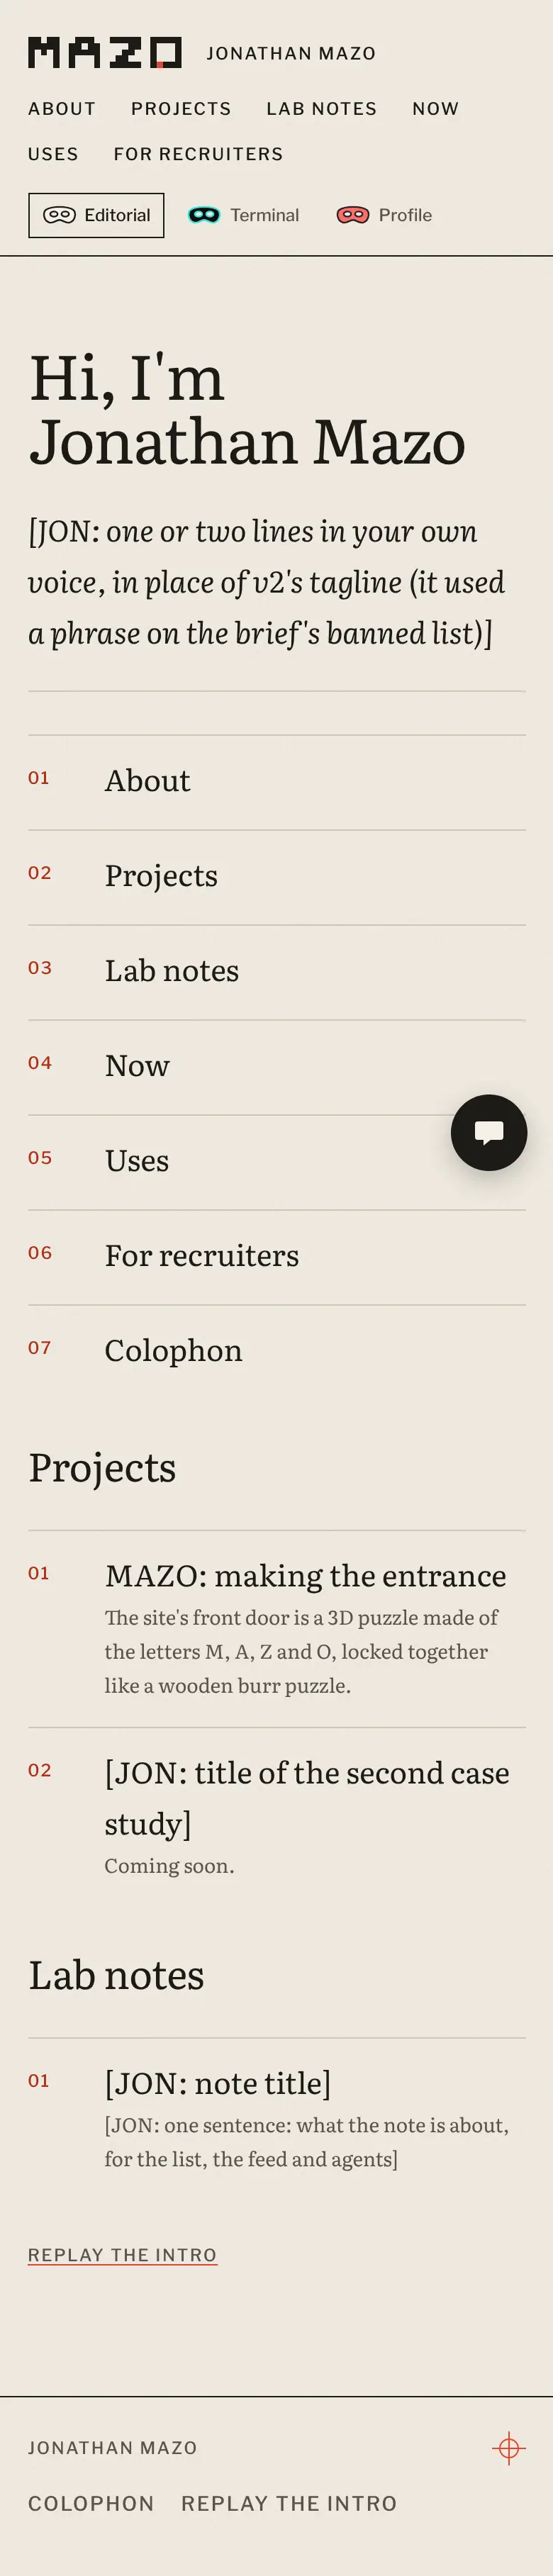 MAZO JONATHAN MAZO
ABOUT PROJECTS LAB NOTES NOW
USES FOR RECRUITERS
Editorial Terminal Profile
Hi, I'm
Jonathan Mazo
[JON: one or two lines in your own
voice, in place of v2's tagline (it used
a phrase on the brief's banned list)]
01 About
02 Projects
03 Lab notes
04 Now
05 Uses
06 For recruiters
07 Colophon
Projects
01 MAZO: making the entrance
The site's front door is a 3D puzzle made of
the letters M, A, Z and O, locked together
like a wooden burr puzzle.
02 [JON: title of the second case
study]
Coming soon.
Lab notes
01 [JON: note title]
[JON: one sentence: what the note is about,
for the list, the feed and agents]
REPLAY THE INTRO
JONATHAN MAZO
COLOPHON REPLAY THE INTRO